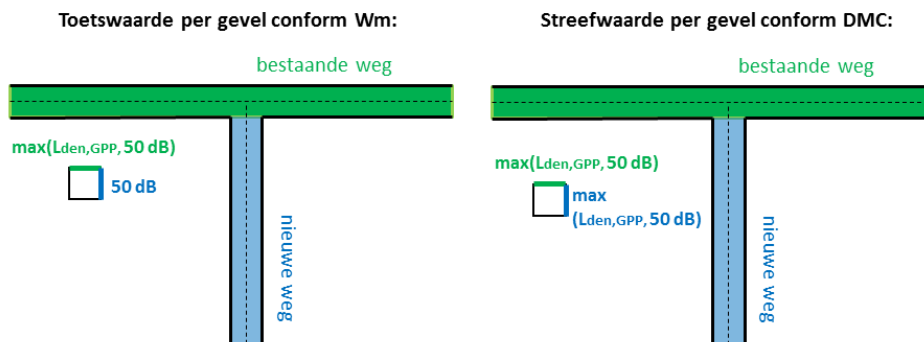 Toetswaarde per gevel conform Wm:
bestaande weg
max(Lden,GPP, 50 dB)
50 dB
nieuwe weg
Streefwaarde per gevel conform DMC:
bestaande weg
max(Lden,GPP, 50 dB)
max
(Lden,GPP, 50 dB)
nieuwe weg